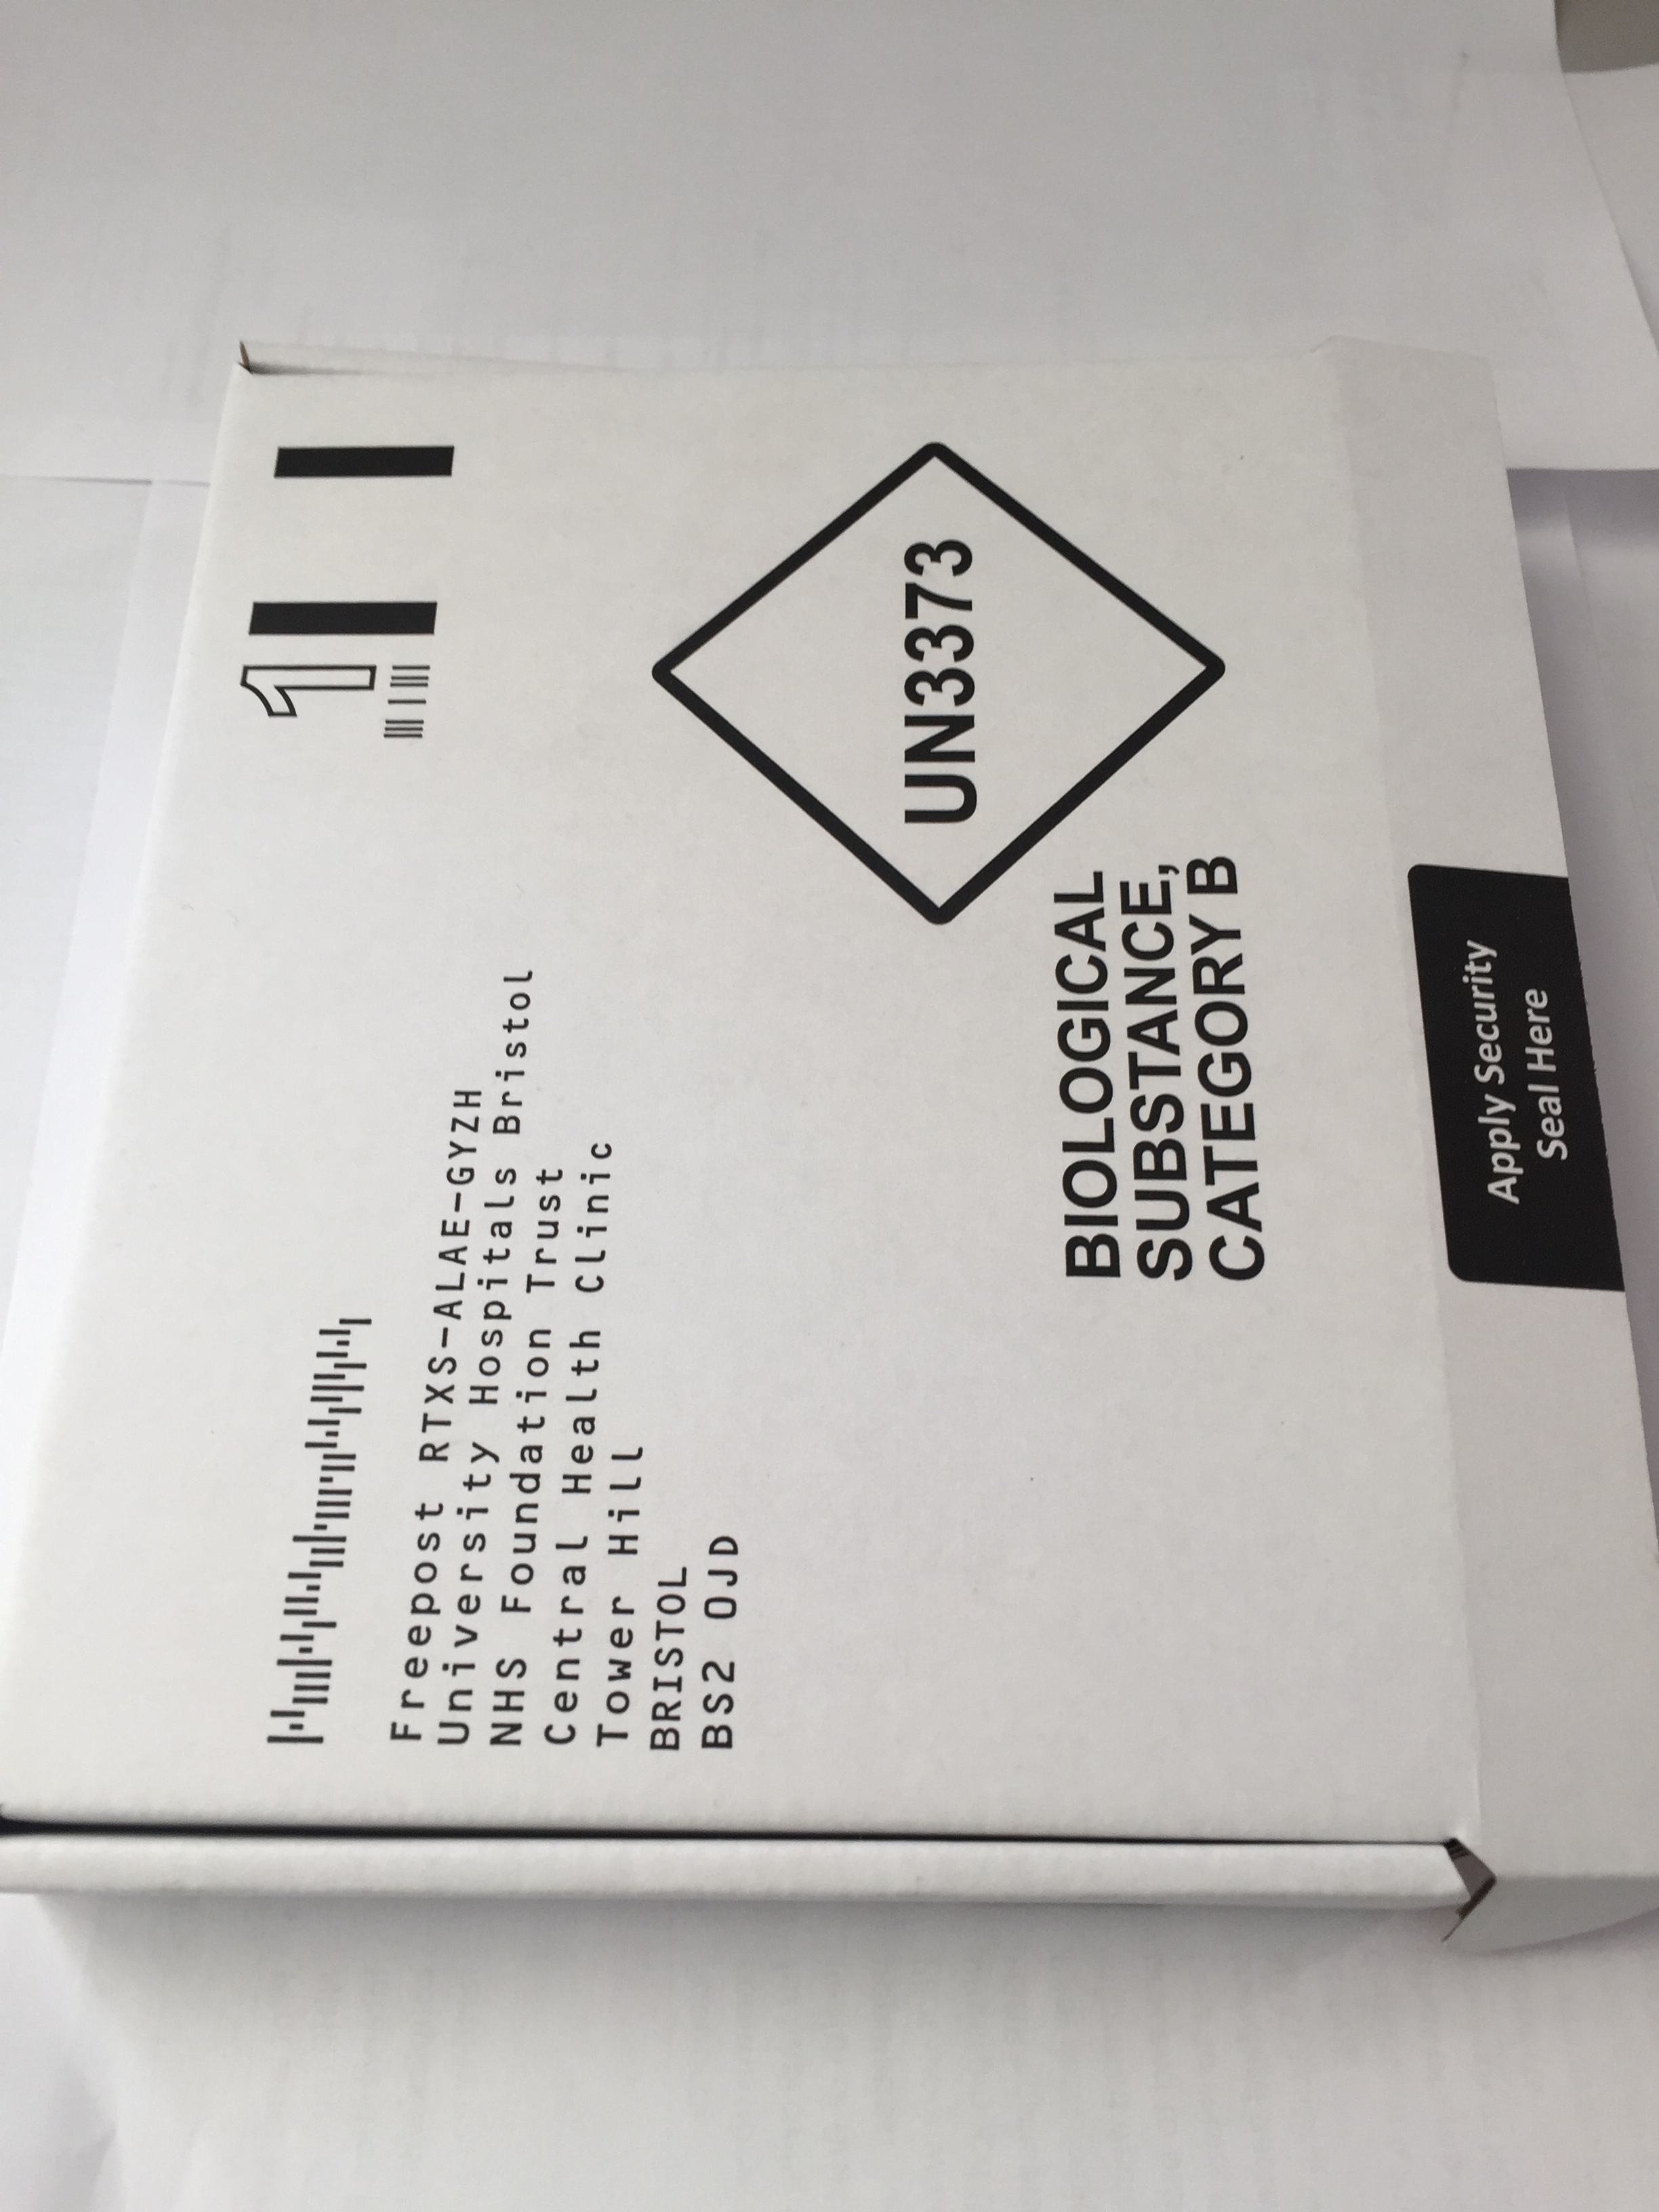 1
Freepost RTXS-ALAE-GYZH
University Hospitals Bristol
NHS Foundation Trust
Central Health Clinic
Tower Hill
BRISTOL
BS2 0JD
UN3373
BIOLOGICAL
SUBSTANCE,
CATEGORY B
Apply Security
Seal Here